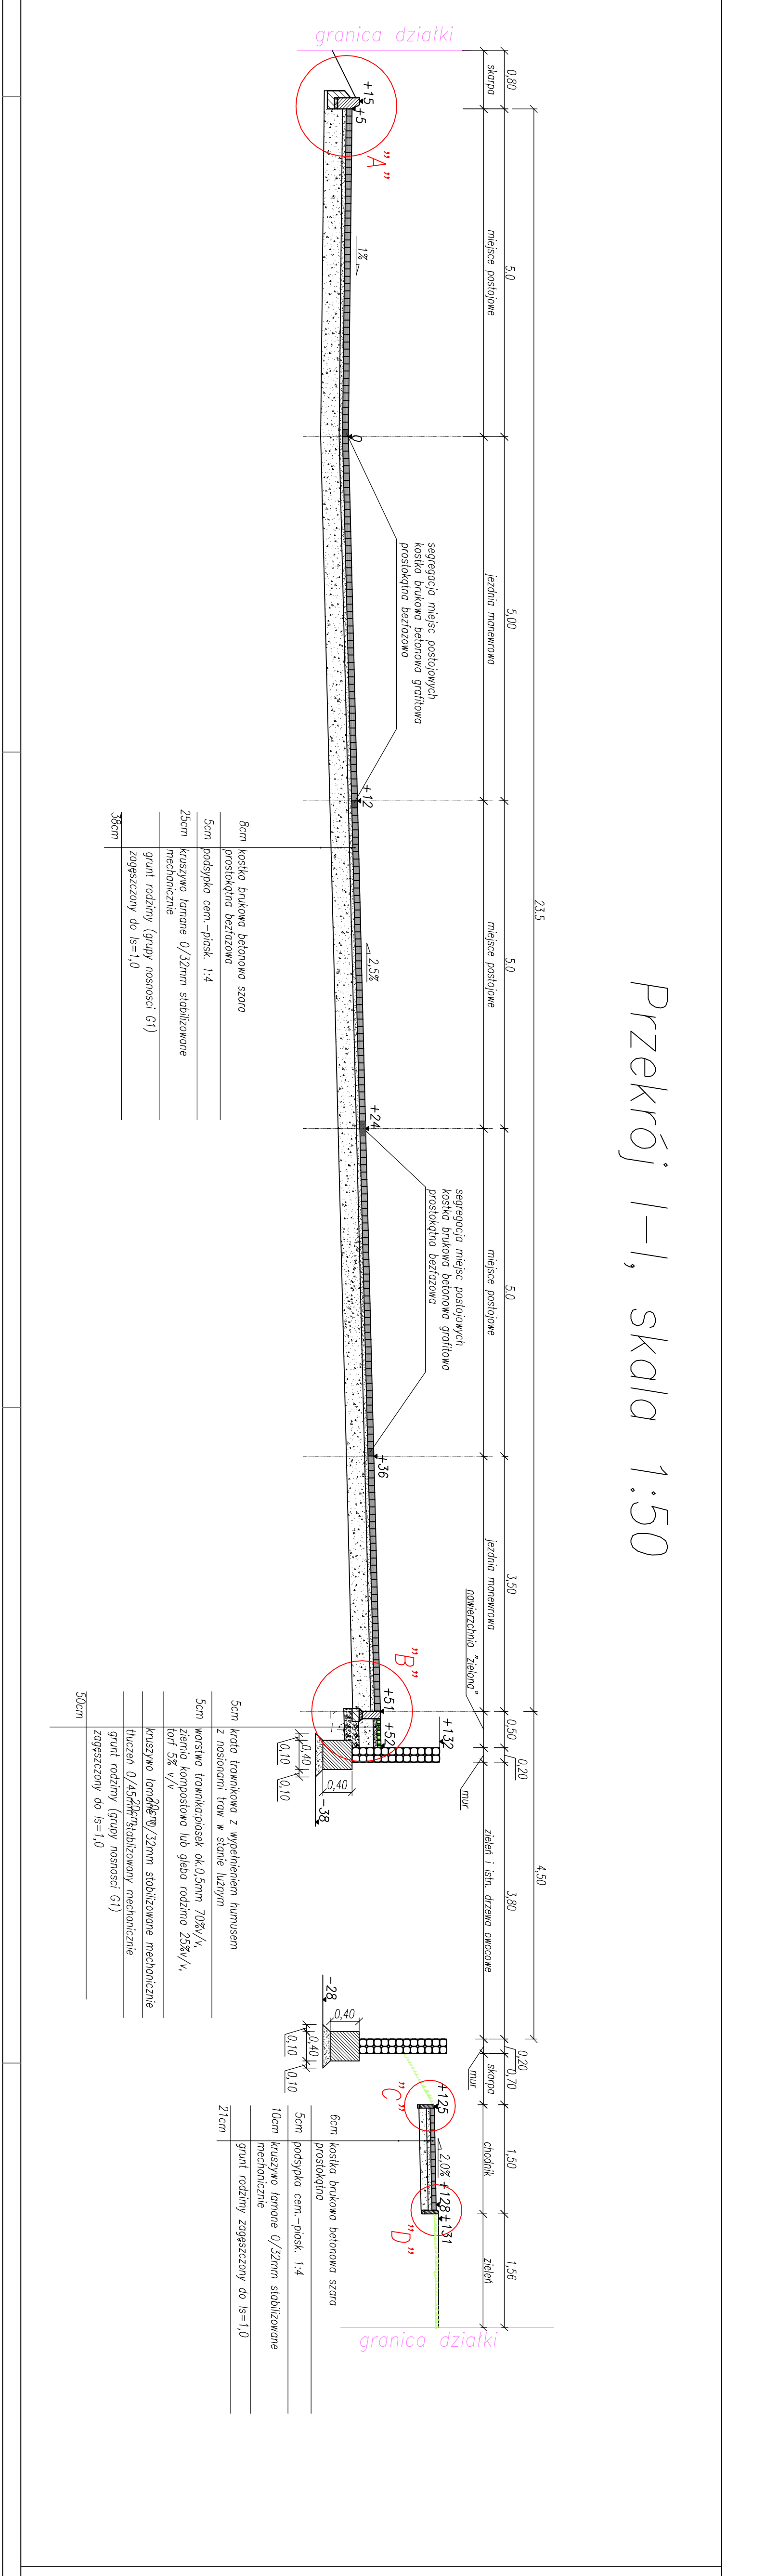 Przekrój I-I, skala 1:50
23,5
4,50
0,80
5.0
5,00
5.0
5.0
3,50
0,50
0,20
3,80
0,20
0,70
1,50
1,56
skarpa
miejsce postojowe
jezdnia manewrowa
miejsce postojowe
miejsce postojowe
jezdnia manewrowa
nawierzchnia "zielona"
mur
zieleń i istn. drzewa owocowe
mur
skarpa
chodnik
zieleń
granica działki
granica działki
segregacja miejsc postojowych
kostka brukowa betonowa grafitowa
prostokątna bezfazowa
segregacja miejsc postojowych
kostka brukowa betonowa grafitowa
prostokątna bezfazowa
+15
+5
"A"
1%
0
+12
2,5%
+24
+36
"B"
+51
+52
+132
0,40
0,40
0,10
0,10
-38
-28
0,40
0,40
0,10
0,10
"C"
+125
2,0%
+128
+131
"D"
8cm kostka brukowa betonowa szara
prostokątna bezfazowa
5cm podsypka cem.-piask. 1:4
25cm kruszywo łamane 0/32mm stabilizowane
mechanicznie
grunt rodzimy (grupy nosnosci G1)
zagęszczony do Is=1,0
38cm
5cm krata trawnikowa z wypełnieniem humusem
z nasionami traw w stanie luźnym
5cm warstwa trawnika:piasek ok.0,5mm 70%v/v,
ziemia kompostowa lub gleba rodzima 25%v/v,
torf 5% v/v
20cm
kruszywo łamane 0/32mm stabilizowane mechanicznie
20cm
tłuczeń 0/45mm stablizowany mechanicznie
grunt rodzimy (grupy nosnosci G1)
zagęszczony do Is=1,0
50cm
6cm kostka brukowa betonowa szara
prostokątna
5cm podsypka cem.-piask. 1:4
10cm kruszywo łamane 0/32mm stabilizowane
mechanicznie
grunt rodzimy zagęszczony do Is=1,0
21cm